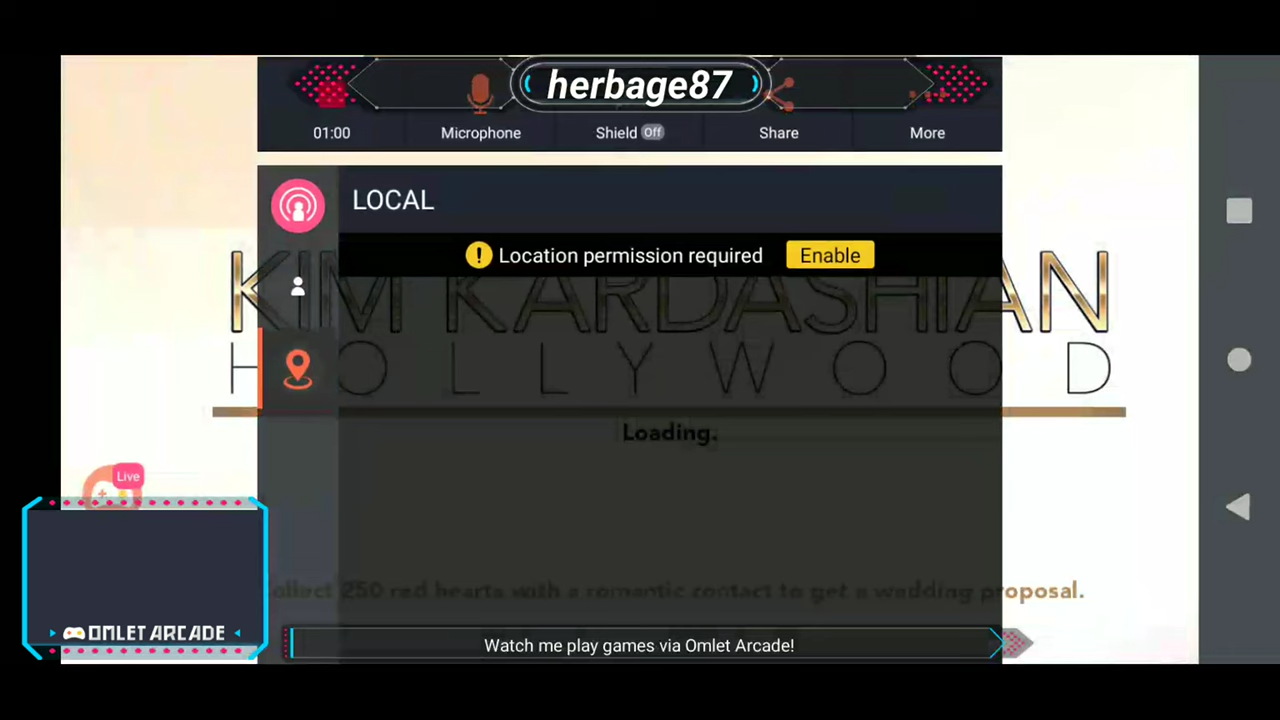 herbage87
01:00 Microphone Shield Off Share More
LOCAL
! Location permission required Enable
KIM KARDASHIAN
HOLLYWOOD
Loading.
Live
Collect 250 red hearts with a romantic contact to get a wedding proposal.
OMLET ARCADE
Watch me play games via Omlet Arcade!